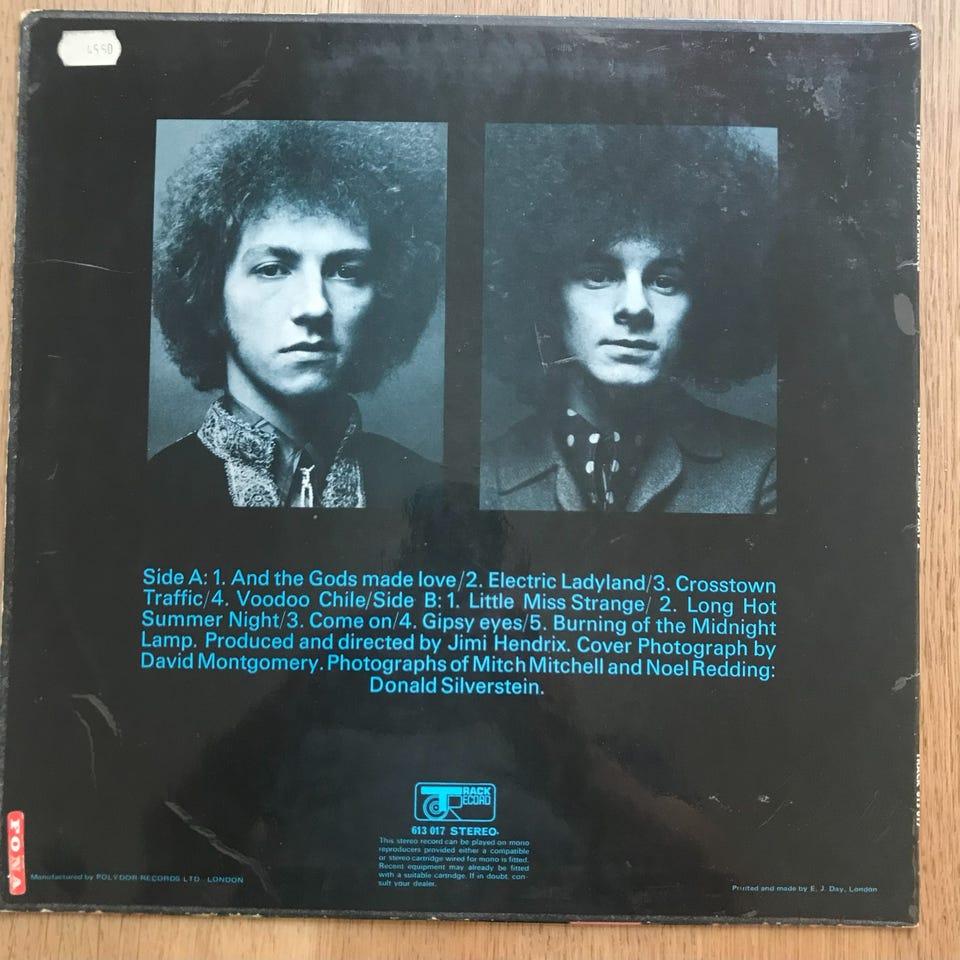 4550
Side A: 1. And the Gods made love/2. Electric Ladyland/3. Crosstown
Traffic/4. Voodoo Chile/Side B: 1. Little Miss Strange/ 2. Long Hot
Summer Night/3. Come on/4. Gipsy eyes/5. Burning of the Midnight
Lamp. Produced and directed by Jimi Hendrix. Cover Photograph by
David Montgomery. Photographs of Mitch Mitchell and Noel Redding:
Donald Silverstein.
TRACK
RECORD
613 017 STEREO
This stereo record can be played on mono
reproducers provided either a compatible
or stereo cartridge wired for mono is fitted.
Recent equipment may already be fitted
with a suitable cartridge. If in doubt, con-
sult your dealer.
FONA
Manufactured by POLYDOR RECORDS LTD. LONDON
Printed and made by E. J. Day, London